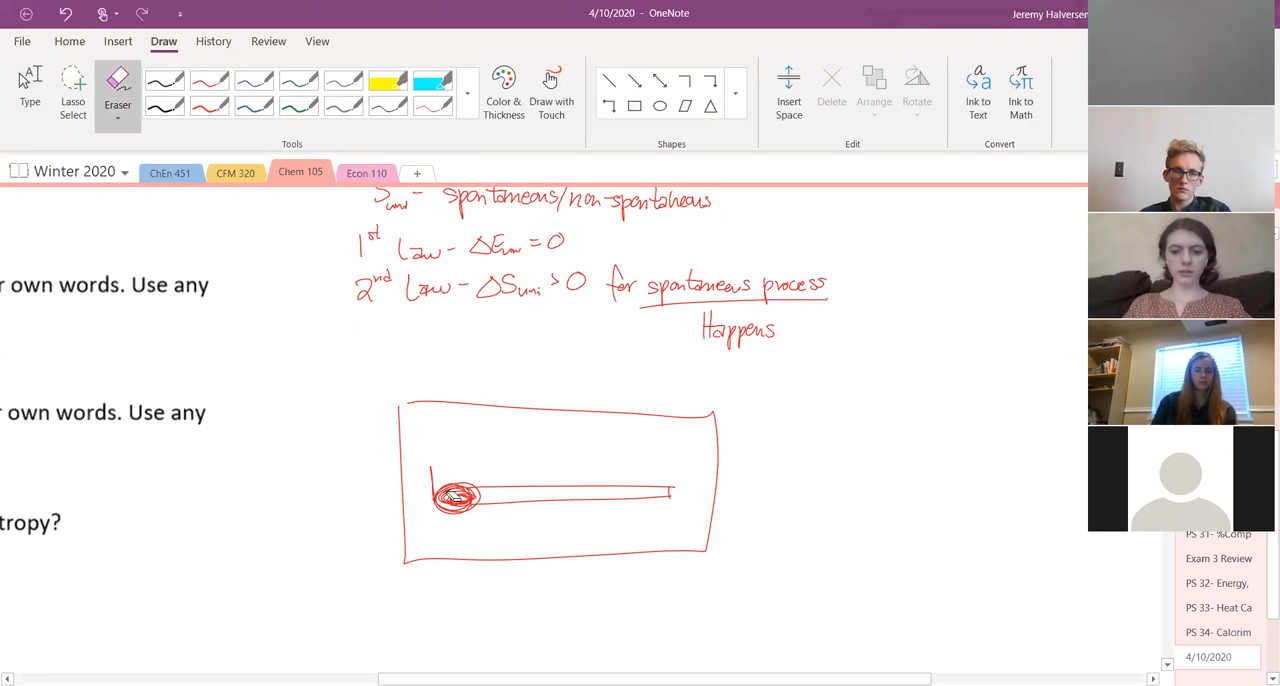 4/10/2020 - OneNote
Jeremy Halversen
File Home Insert Draw History Review View
Type
Lasso Select
Eraser
Color & Thickness
Draw with Touch
Insert Space
Delete
Arrange
Rotate
Ink to Text
Ink to Math
Tools
Shapes
Edit
Convert
Winter 2020
ChEn 451
CFM 320
Chem 105
Econ 110
+
Suni - spontaneous/non-spontaneous
1st Law - ΔEuni = 0
2nd Law - ΔSuni > 0 for spontaneous process
Happens
r own words. Use any
r own words. Use any
tropy?
PS 31- %Comp
Exam 3 Review
PS 32- Energy,
PS 33- Heat Ca
PS 34- Calorim
4/10/2020